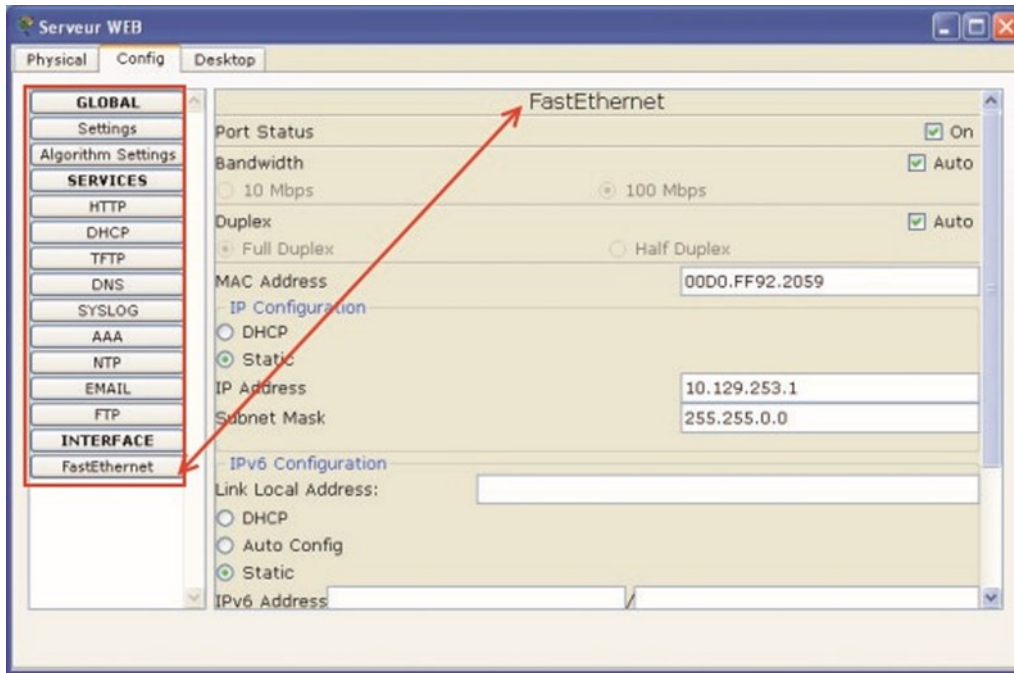 Serveur WEB
Physical Config Desktop
GLOBAL
Settings
Algorithm Settings
SERVICES
HTTP
DHCP
TFTP
DNS
SYSLOG
AAA
NTP
EMAIL
FTP
INTERFACE
FastEthernet
FastEthernet
Port Status On
Bandwidth Auto
10 Mbps 100 Mbps
Duplex Auto
Full Duplex Half Duplex
MAC Address 00D0.FF92.2059
IP Configuration
DHCP
Static
IP Address 10.129.253.1
Subnet Mask 255.255.0.0
IPv6 Configuration
Link Local Address:
DHCP
Auto Config
Static
IPv6 Address /